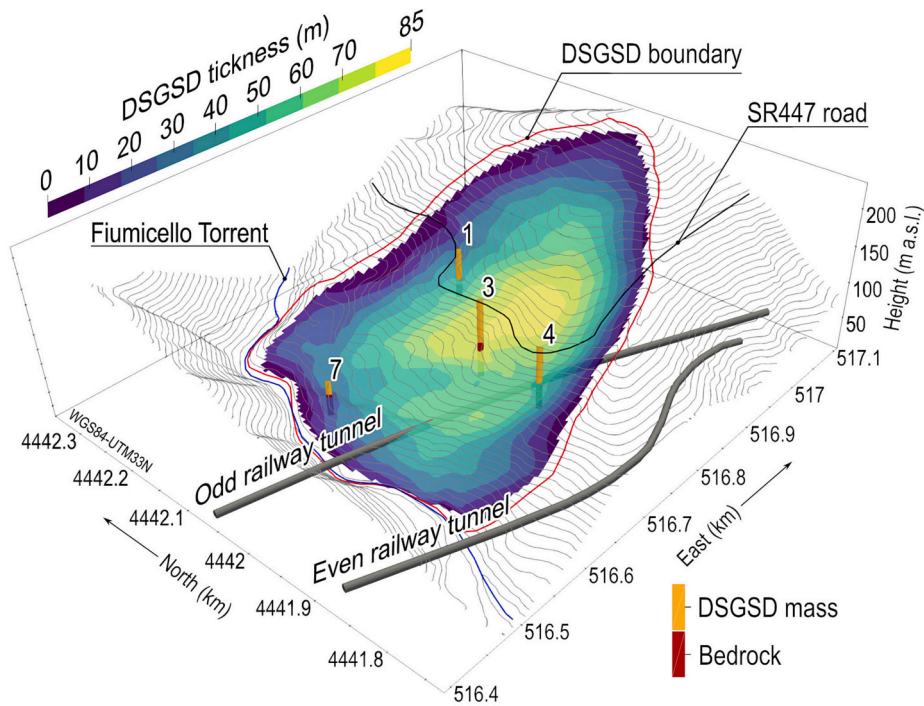 DSGSD tickness (m)
0
10
20
30
40
50
60
70
85
DSGSD boundary
SR447 road
Fiumicello Torrent
1
3
4
7
200
150
100
50
Height (m a.s.l.)
WGS84-UTM33N
Odd railway tunnel
Even railway tunnel
4442.3
4442.2
4442.1
4442
4441.9
4441.8
North (km)
517.1
517
516.9
516.8
516.7
516.6
516.5
516.4
East (km)
DSGSD mass
Bedrock